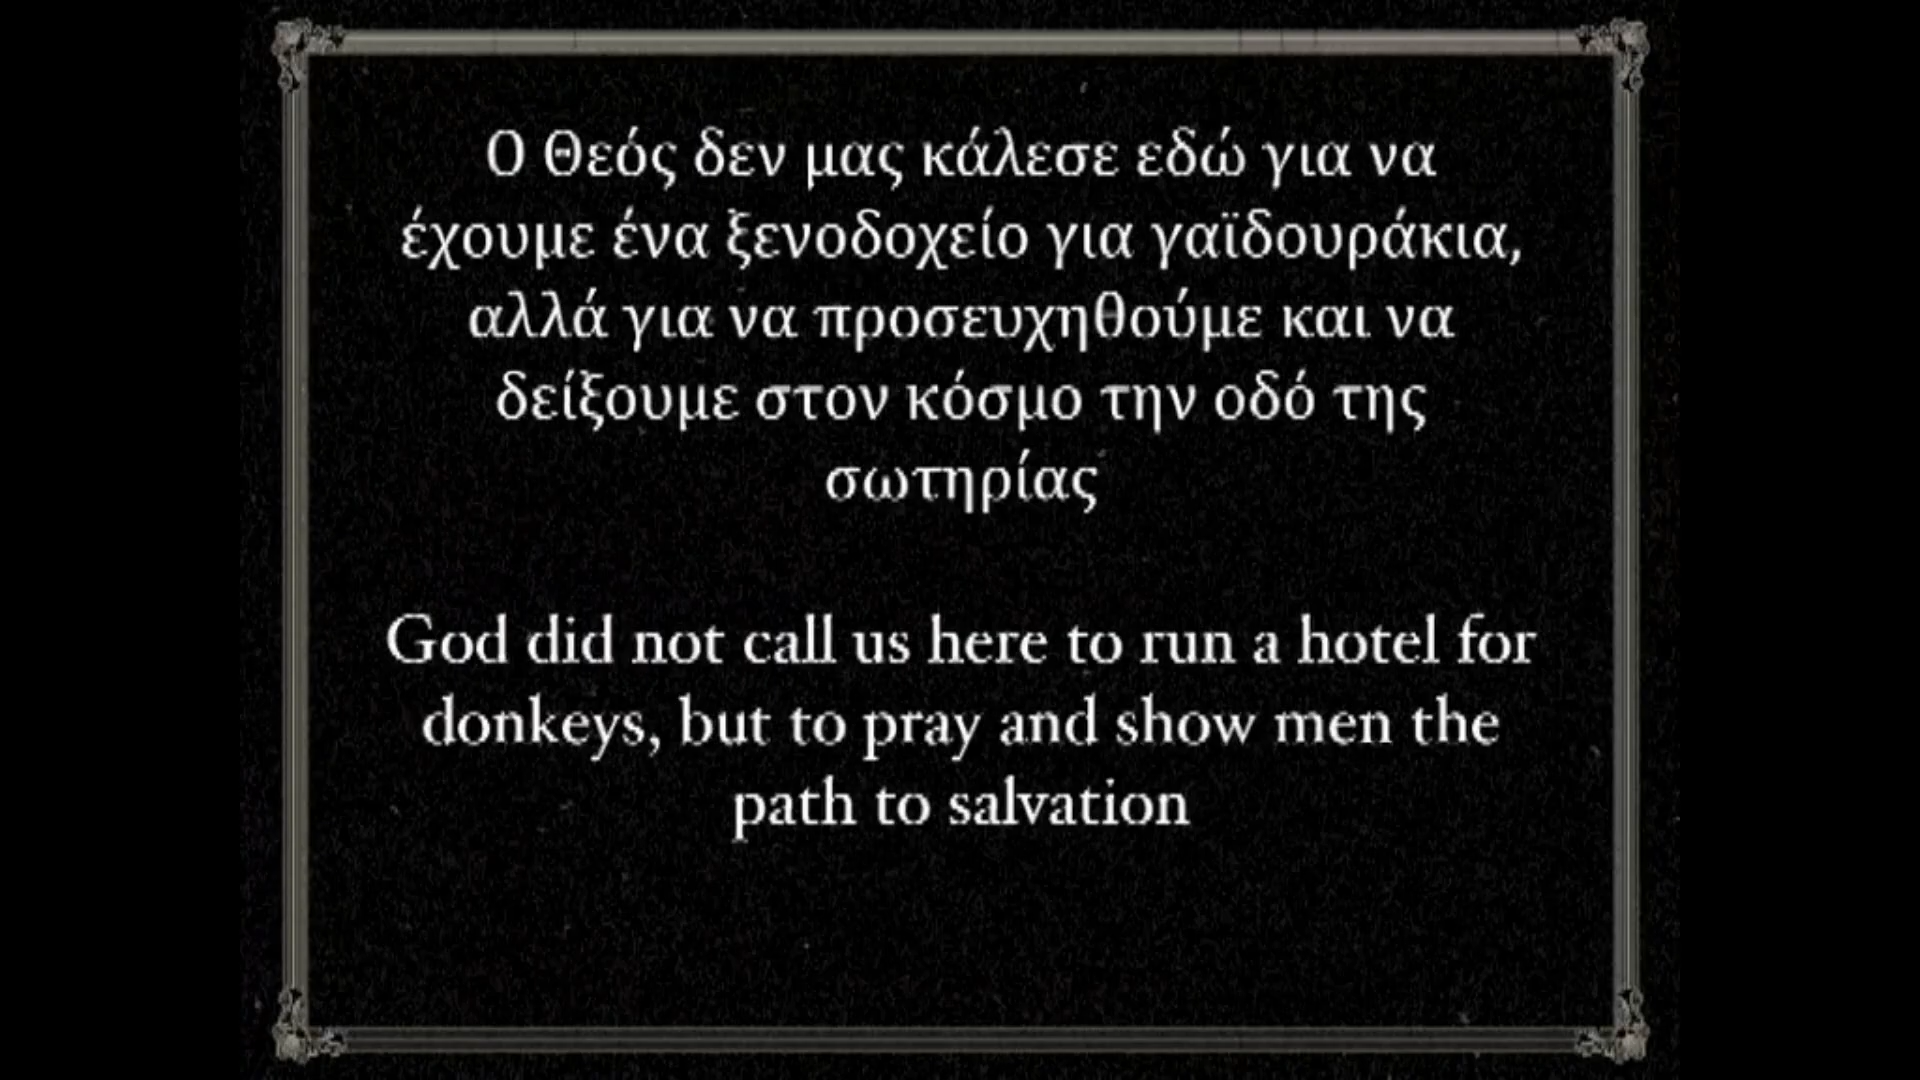 Ο Θεός δεν μας κάλεσε εδώ για να
έχουμε ένα ξενοδοχείο για γαϊδουράκια,
αλλά για να προσευχηθούμε και να
δείξουμε στον κόσμο την οδό της
σωτηρίας
God did not call us here to run a hotel for
donkeys, but to pray and show men the
path to salvation